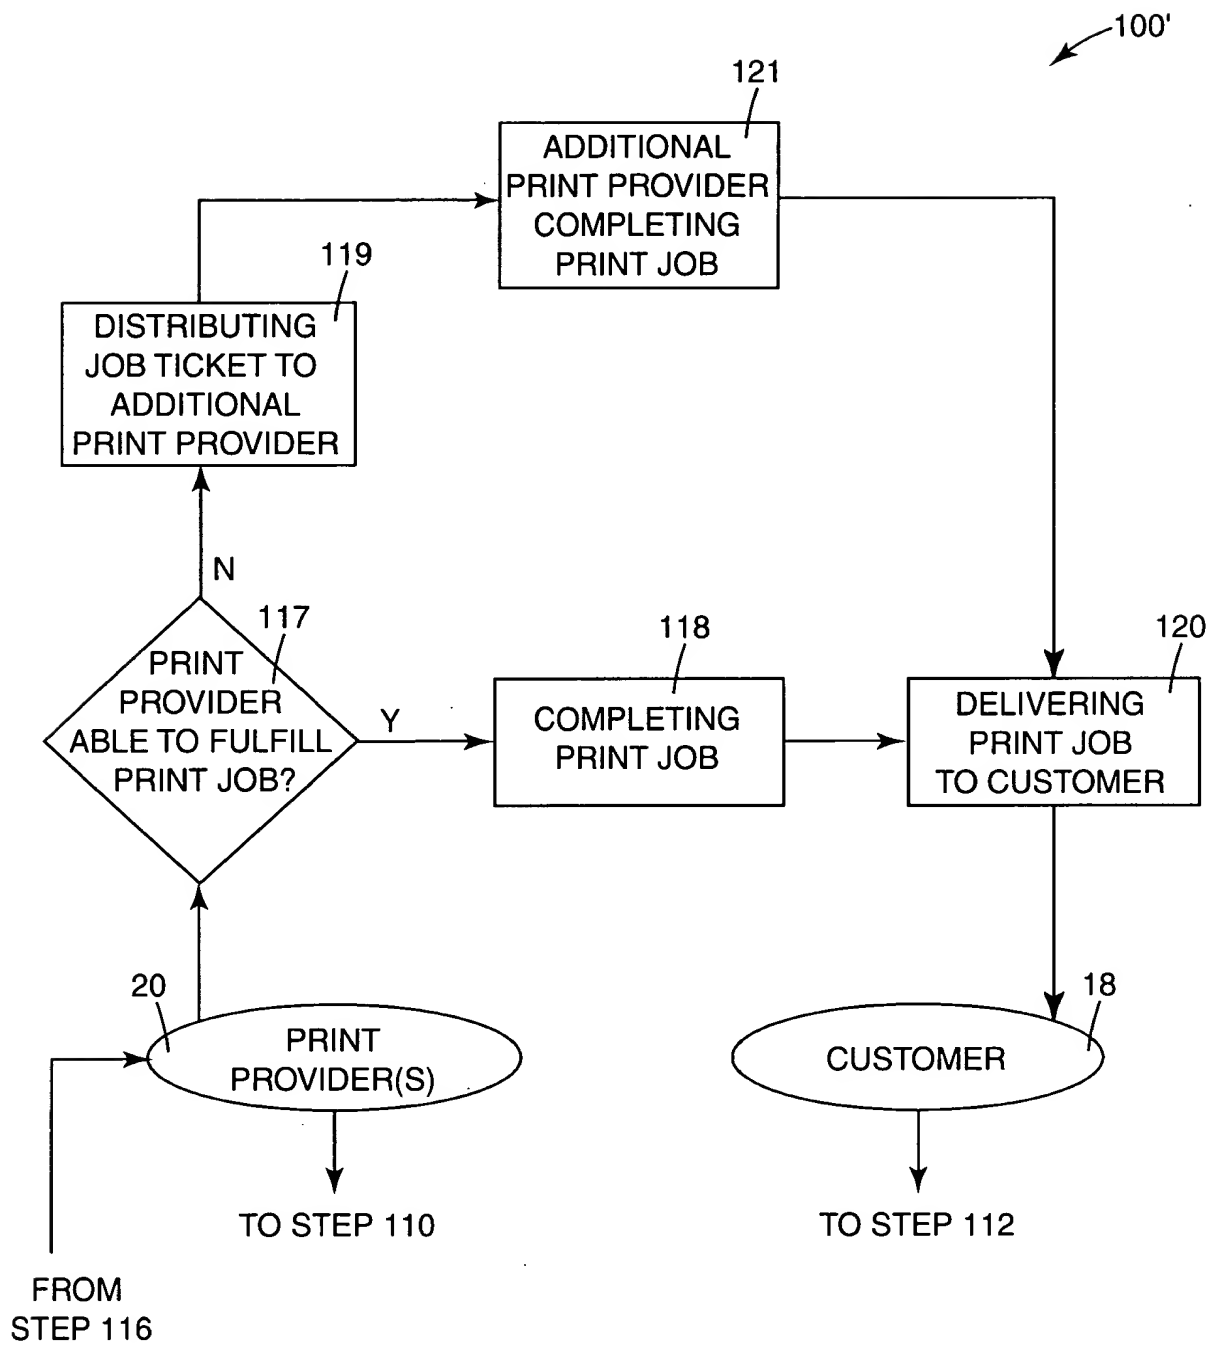 100'
121
ADDITIONAL
PRINT PROVIDER
COMPLETING
PRINT JOB
119
DISTRIBUTING
JOB TICKET TO
ADDITIONAL
PRINT PROVIDER
N
117
PRINT
PROVIDER
ABLE TO FULFILL
PRINT JOB?
Y
118
COMPLETING
PRINT JOB
120
DELIVERING
PRINT JOB
TO CUSTOMER
20
PRINT
PROVIDER(S)
18
CUSTOMER
TO STEP 110
TO STEP 112
FROM
STEP 116